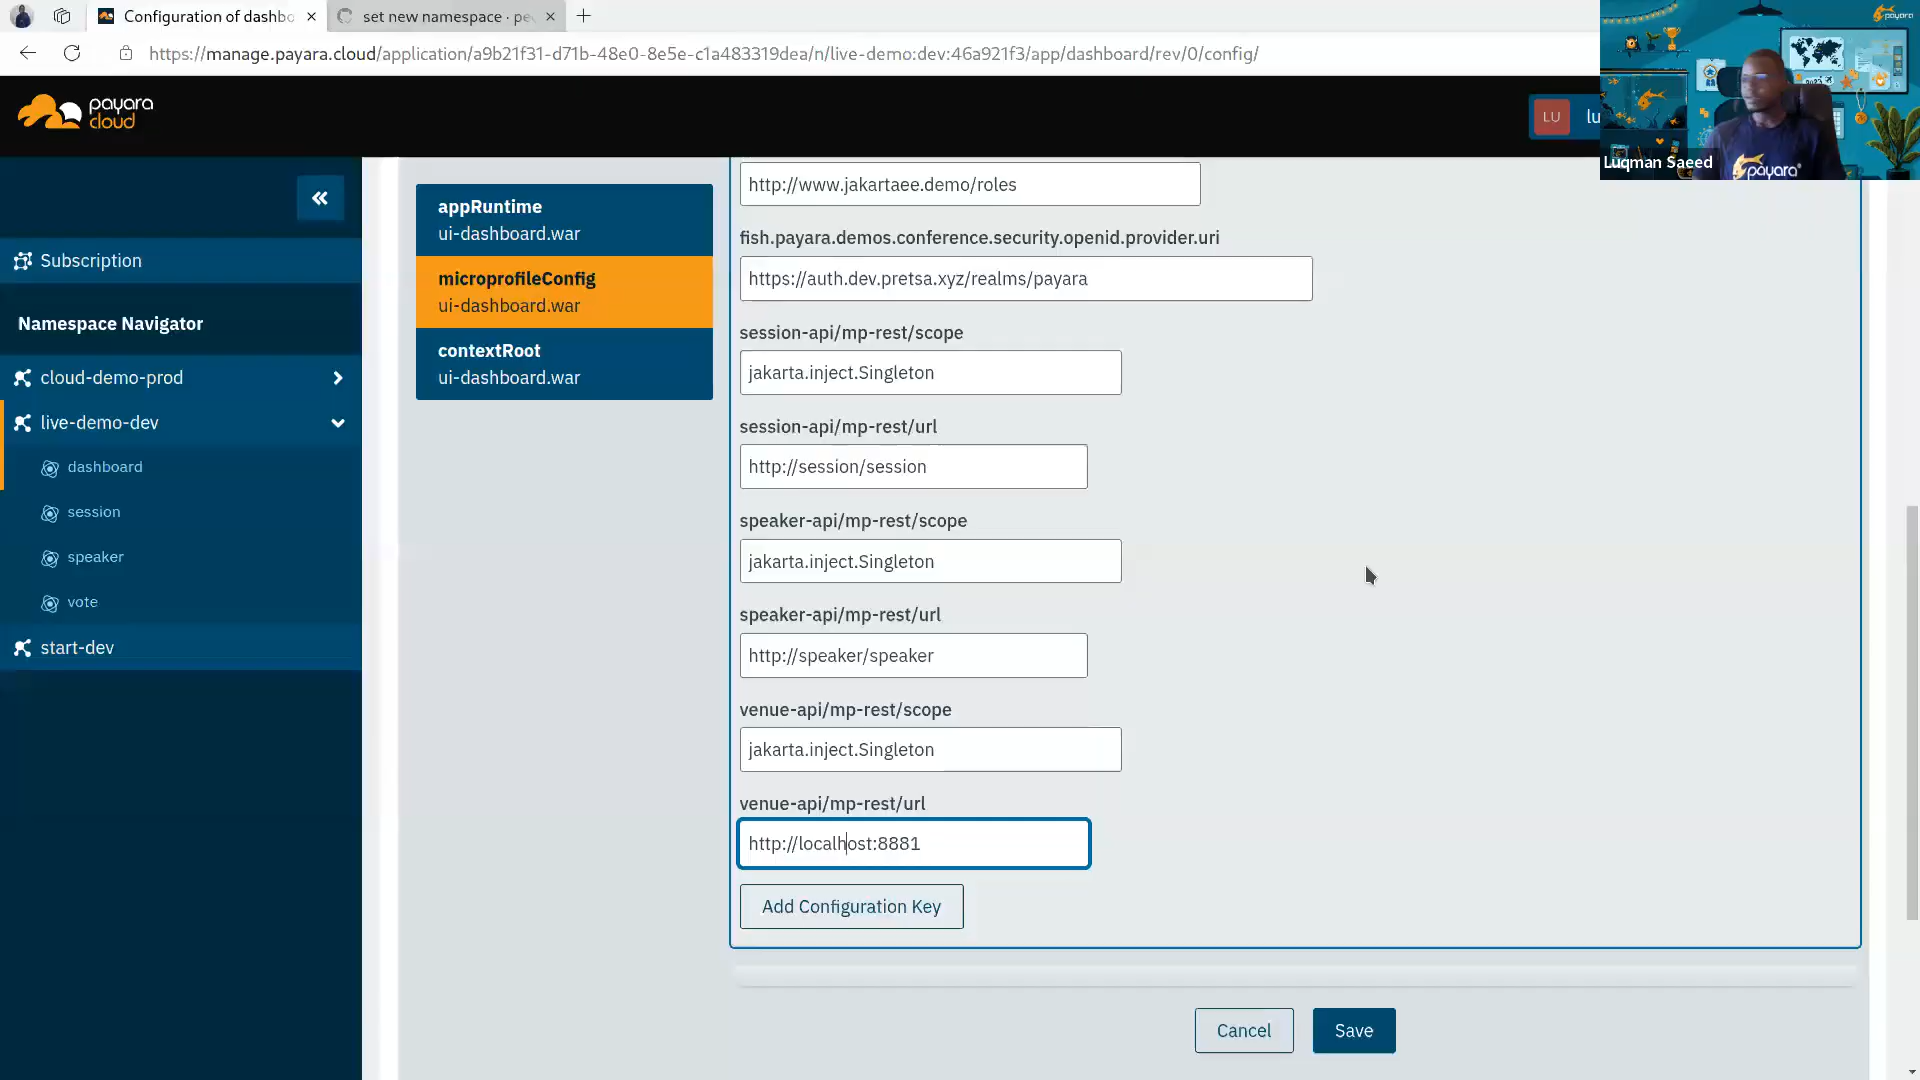 Configuration of dashbo
set new namespace · pe
https://manage.payara.cloud/application/a9b21f31-d71b-48e0-8e5e-c1a483319dea/n/live-demo:dev:46a921f3/app/dashboard/rev/0/config/
payara
cloud
LU
lu
payara
payara
Luqman Saeed
Subscription
Namespace Navigator
cloud-demo-prod
live-demo-dev
dashboard
session
speaker
vote
start-dev
appRuntime
ui-dashboard.war
microprofileConfig
ui-dashboard.war
contextRoot
ui-dashboard.war
http://www.jakartaee.demo/roles
fish.payara.demos.conference.security.openid.provider.uri
https://auth.dev.pretsa.xyz/realms/payara
session-api/mp-rest/scope
jakarta.inject.Singleton
session-api/mp-rest/url
http://session/session
speaker-api/mp-rest/scope
jakarta.inject.Singleton
speaker-api/mp-rest/url
http://speaker/speaker
venue-api/mp-rest/scope
jakarta.inject.Singleton
venue-api/mp-rest/url
http://localhost:8881
Add Configuration Key
Cancel
Save